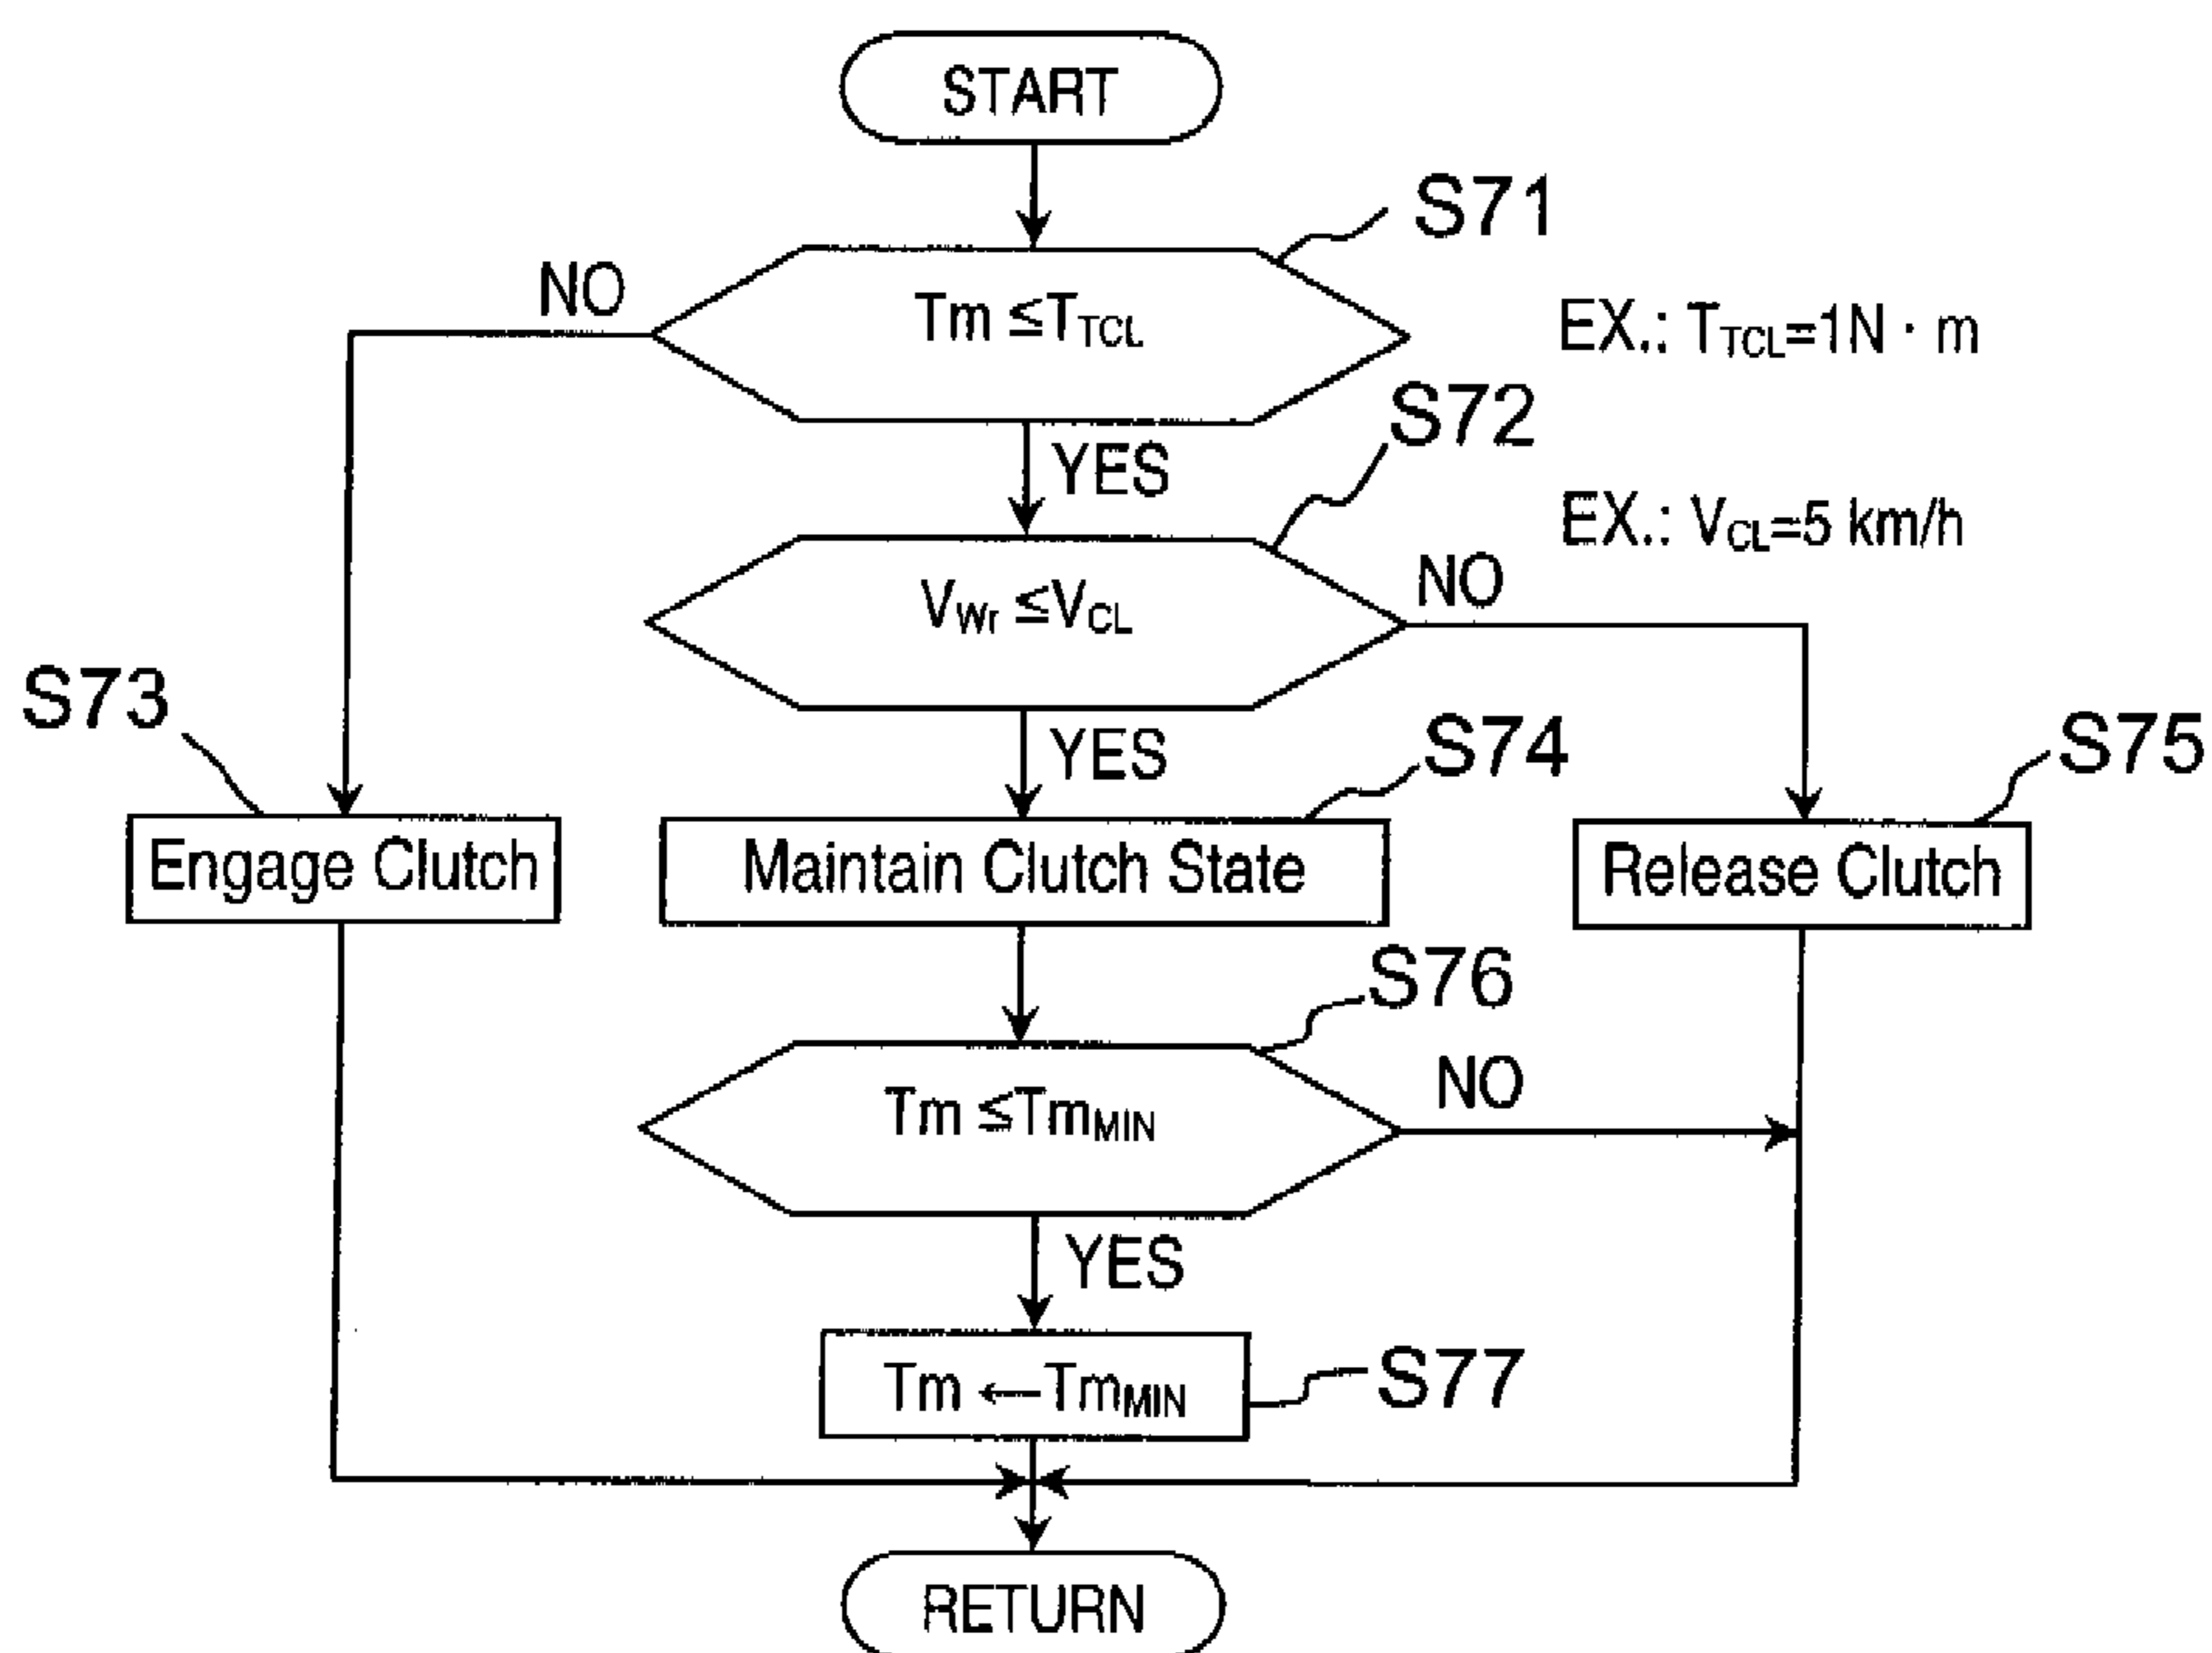 START
S71
NO
Tm ≤T_TCL
EX.: T_TCL=1N · m
S72
YES
EX.: V_CL=5 km/h
V_Wr ≤V_CL
NO
S73
YES
S74
S75
Engage Clutch
Maintain Clutch State
Release Clutch
S76
Tm ≤Tm_MIN
NO
YES
Tm ←Tm_MIN
S77
RETURN